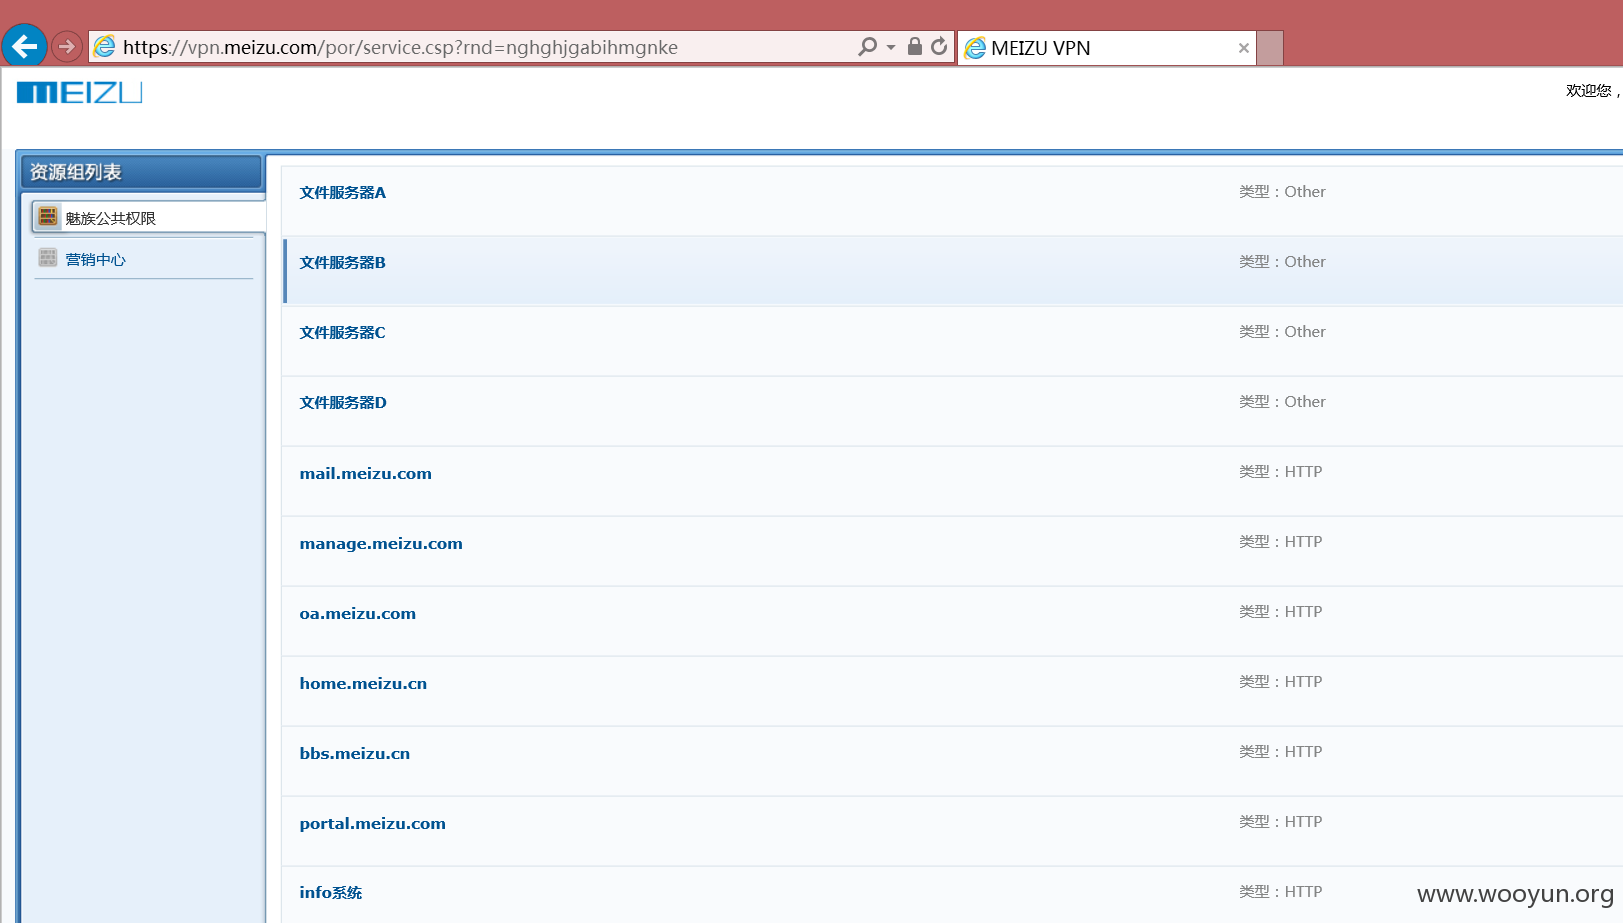 https://vpn.meizu.com/por/service.csp?rnd=nghghjgabihmgnke
MEIZU VPN
MEIZU
欢迎您，
资源组列表
魅族公共权限
营销中心
文件服务器A 类型：Other
文件服务器B 类型：Other
文件服务器C 类型：Other
文件服务器D 类型：Other
mail.meizu.com 类型：HTTP
manage.meizu.com 类型：HTTP
oa.meizu.com 类型：HTTP
home.meizu.cn 类型：HTTP
bbs.meizu.cn 类型：HTTP
portal.meizu.com 类型：HTTP
info系统 类型：HTTP
www.wooyun.org